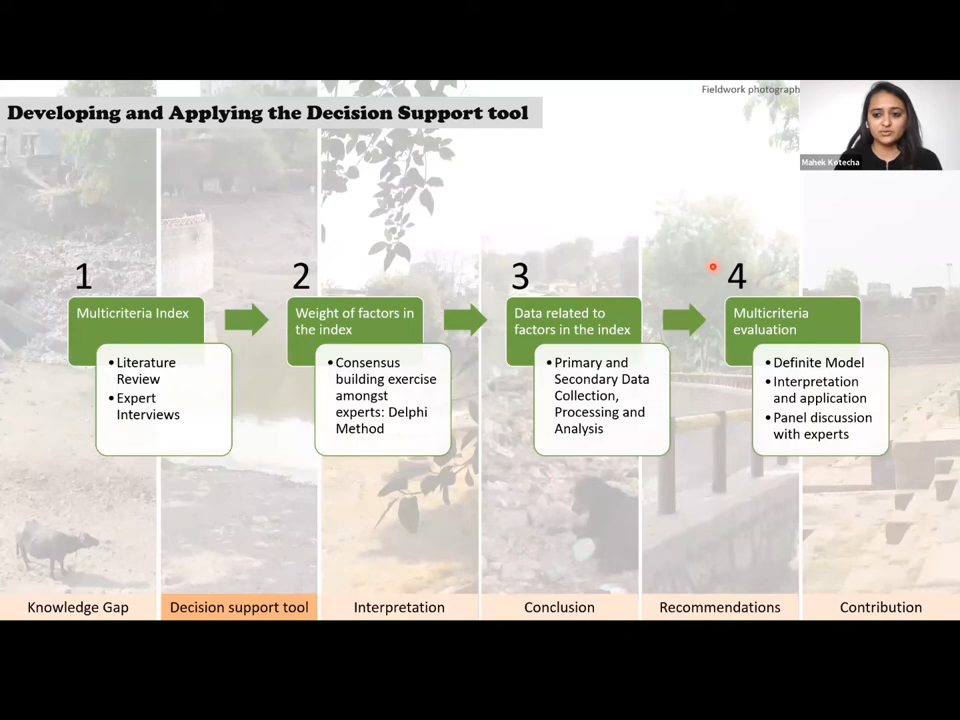 Fieldwork photograph
Developing and Applying the Decision Support tool
Mahek Kotecha
1
Multicriteria Index
• Literature
Review
• Expert
Interviews
2
Weight of factors in
the index
• Consensus
building exercise
amongst
experts: Delphi
Method
3
Data related to
factors in the index
• Primary and
Secondary Data
Collection,
Processing and
Analysis
4
Multicriteria
evaluation
• Definite Model
• Interpretation
and application
• Panel discussion
with experts
Knowledge Gap
Decision support tool
Interpretation
Conclusion
Recommendations
Contribution